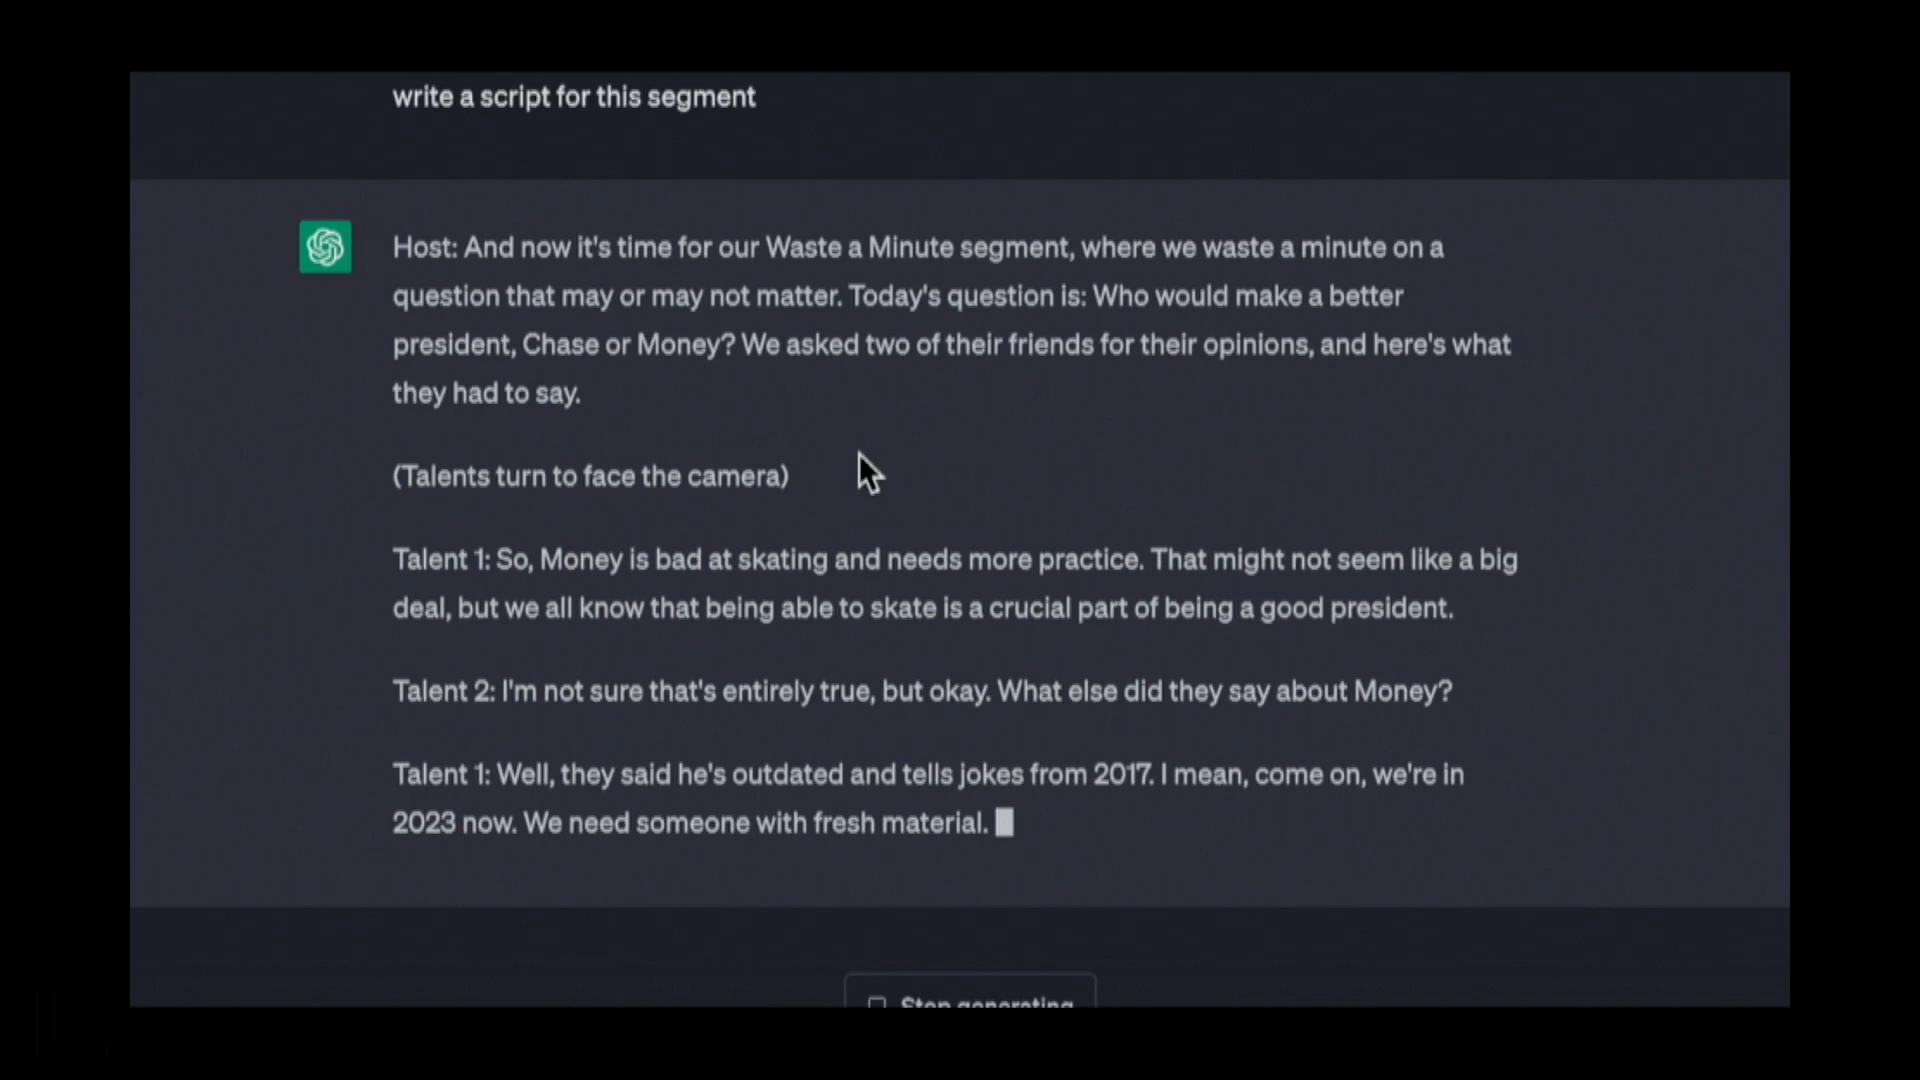 write a script for this segment
Host: And now it's time for our Waste a Minute segment, where we waste a minute on a
question that may or may not matter. Today's question is: Who would make a better
president, Chase or Money? We asked two of their friends for their opinions, and here's what
they had to say.
(Talents turn to face the camera)
Talent 1: So, Money is bad at skating and needs more practice. That might not seem like a big
deal, but we all know that being able to skate is a crucial part of being a good president.
Talent 2: I'm not sure that's entirely true, but okay. What else did they say about Money?
Talent 1: Well, they said he's outdated and tells jokes from 2017. I mean, come on, we're in
2023 now. We need someone with fresh material.
Stop generating